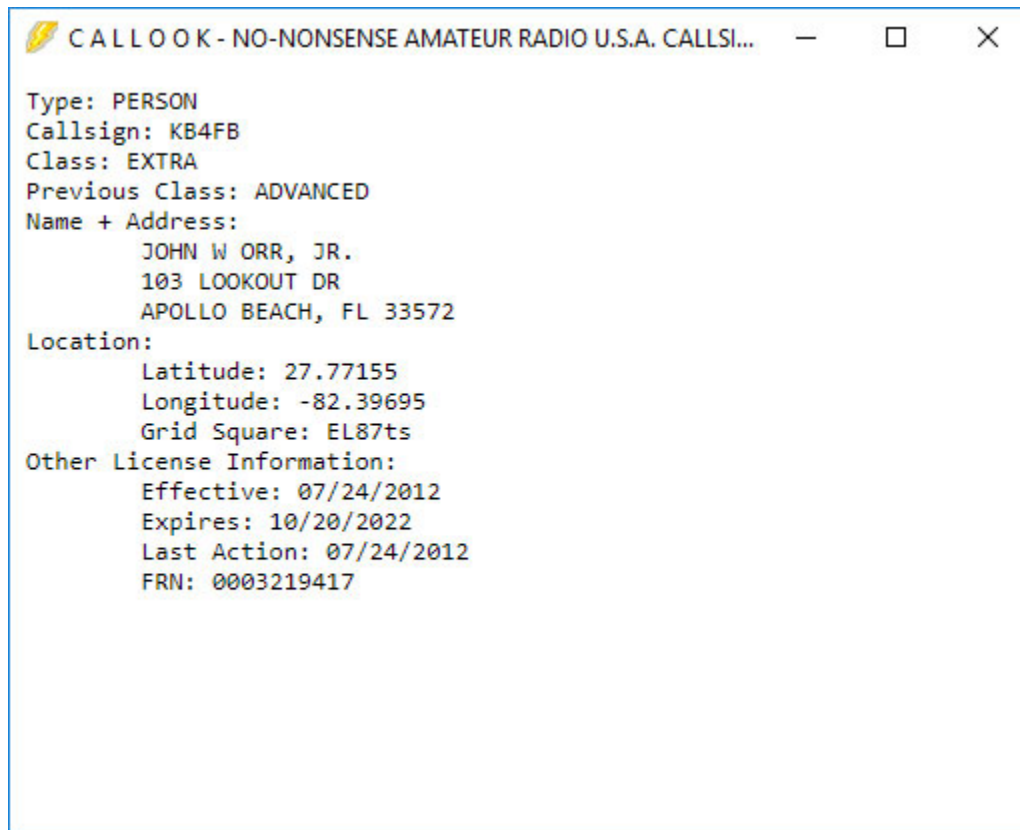 C A L L O O K - NO-NONSENSE AMATEUR RADIO U.S.A. CALLSI...
Type: PERSON
Callsign: KB4FB
Class: EXTRA
Previous Class: ADVANCED
Name + Address:
JOHN W ORR, JR.
103 LOOKOUT DR
APOLLO BEACH, FL 33572
Location:
Latitude: 27.77155
Longitude: -82.39695
Grid Square: EL87ts
Other License Information:
Effective: 07/24/2012
Expires: 10/20/2022
Last Action: 07/24/2012
FRN: 0003219417